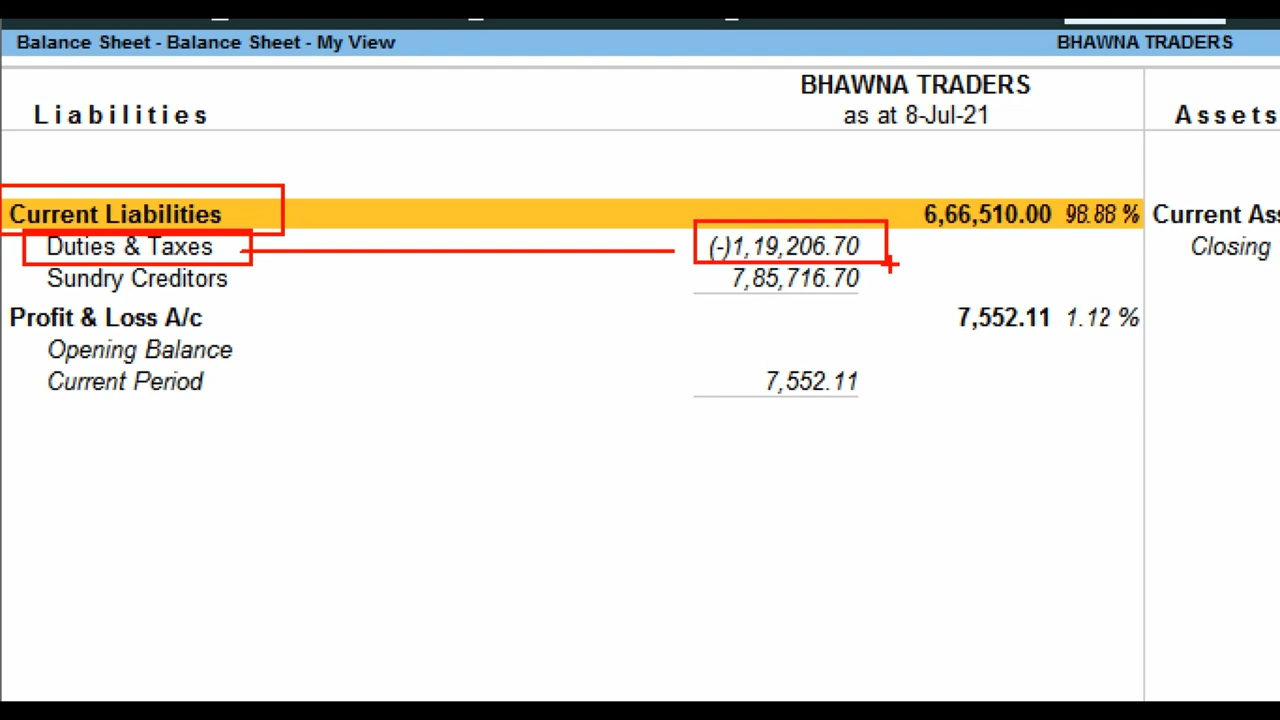 Balance Sheet - Balance Sheet - My View BHAWNA TRADERS
BHAWNA TRADERS
Liabilities as at 8-Jul-21 Assets
Current Liabilities 6,66,510.00 98.88 % Current Ass
Duties & Taxes (-)1,19,206.70 Closing
Sundry Creditors 7,85,716.70
Profit & Loss A/c 7,552.11 1.12 %
Opening Balance
Current Period 7,552.11